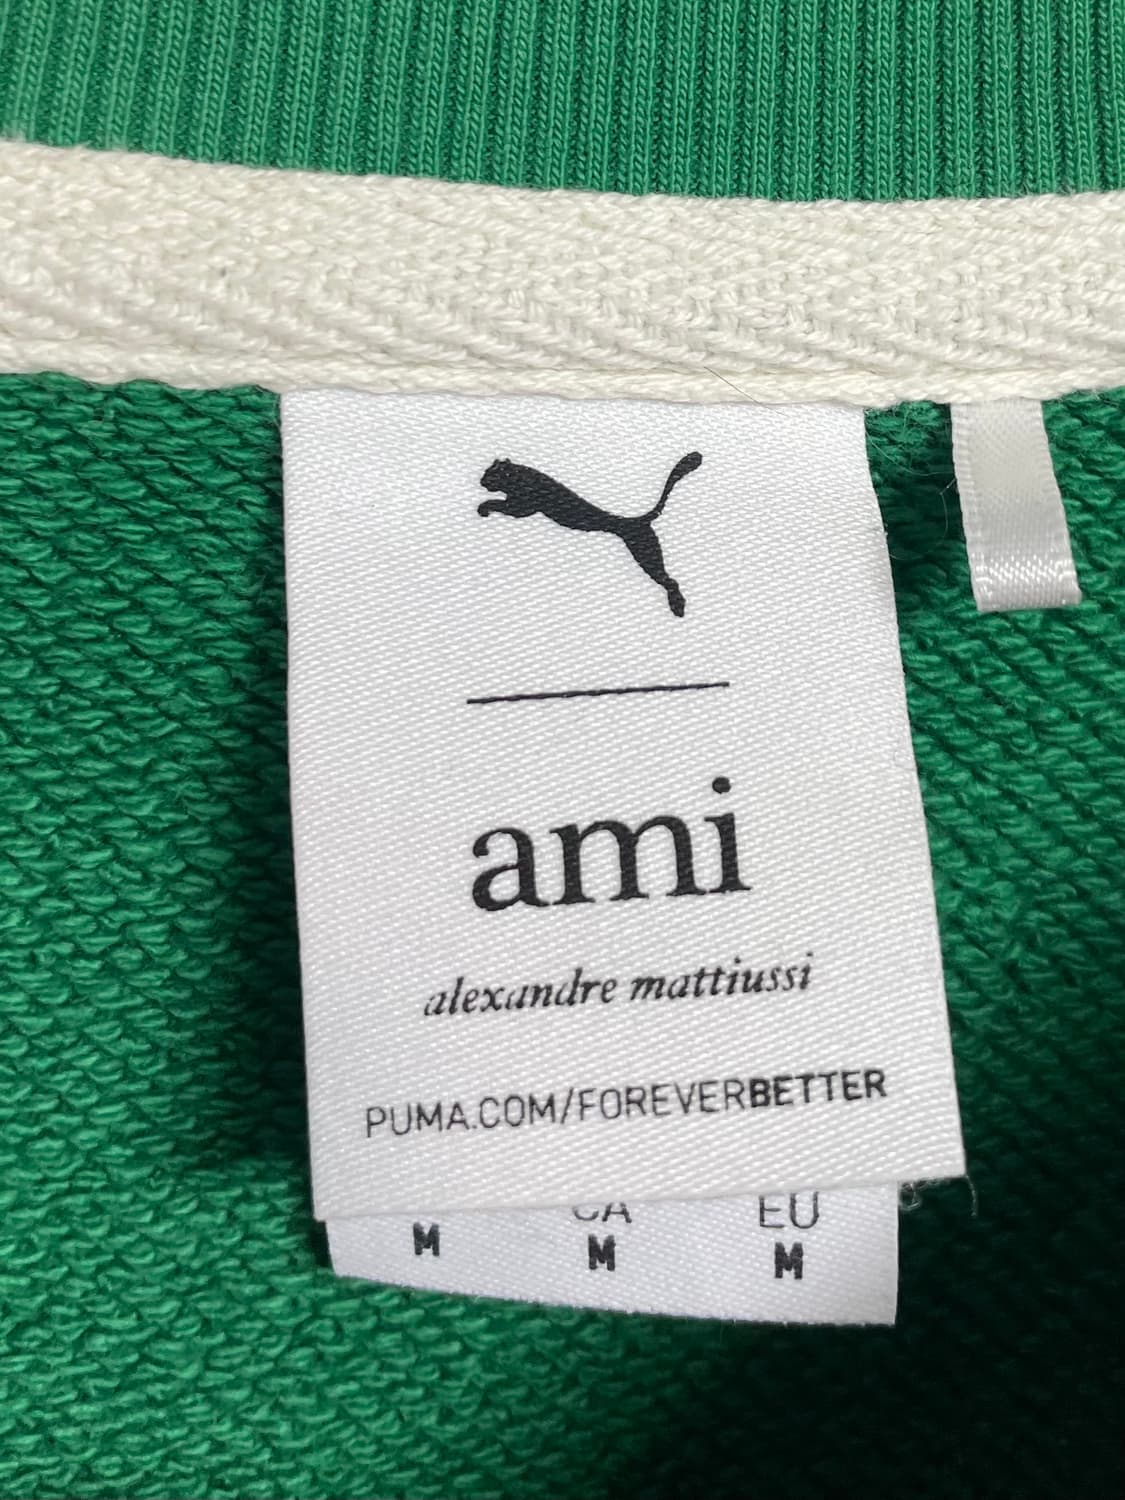 ami
alexandre mattiussi
PUMA.COM/FOREVERBETTER
CA EU
M M M